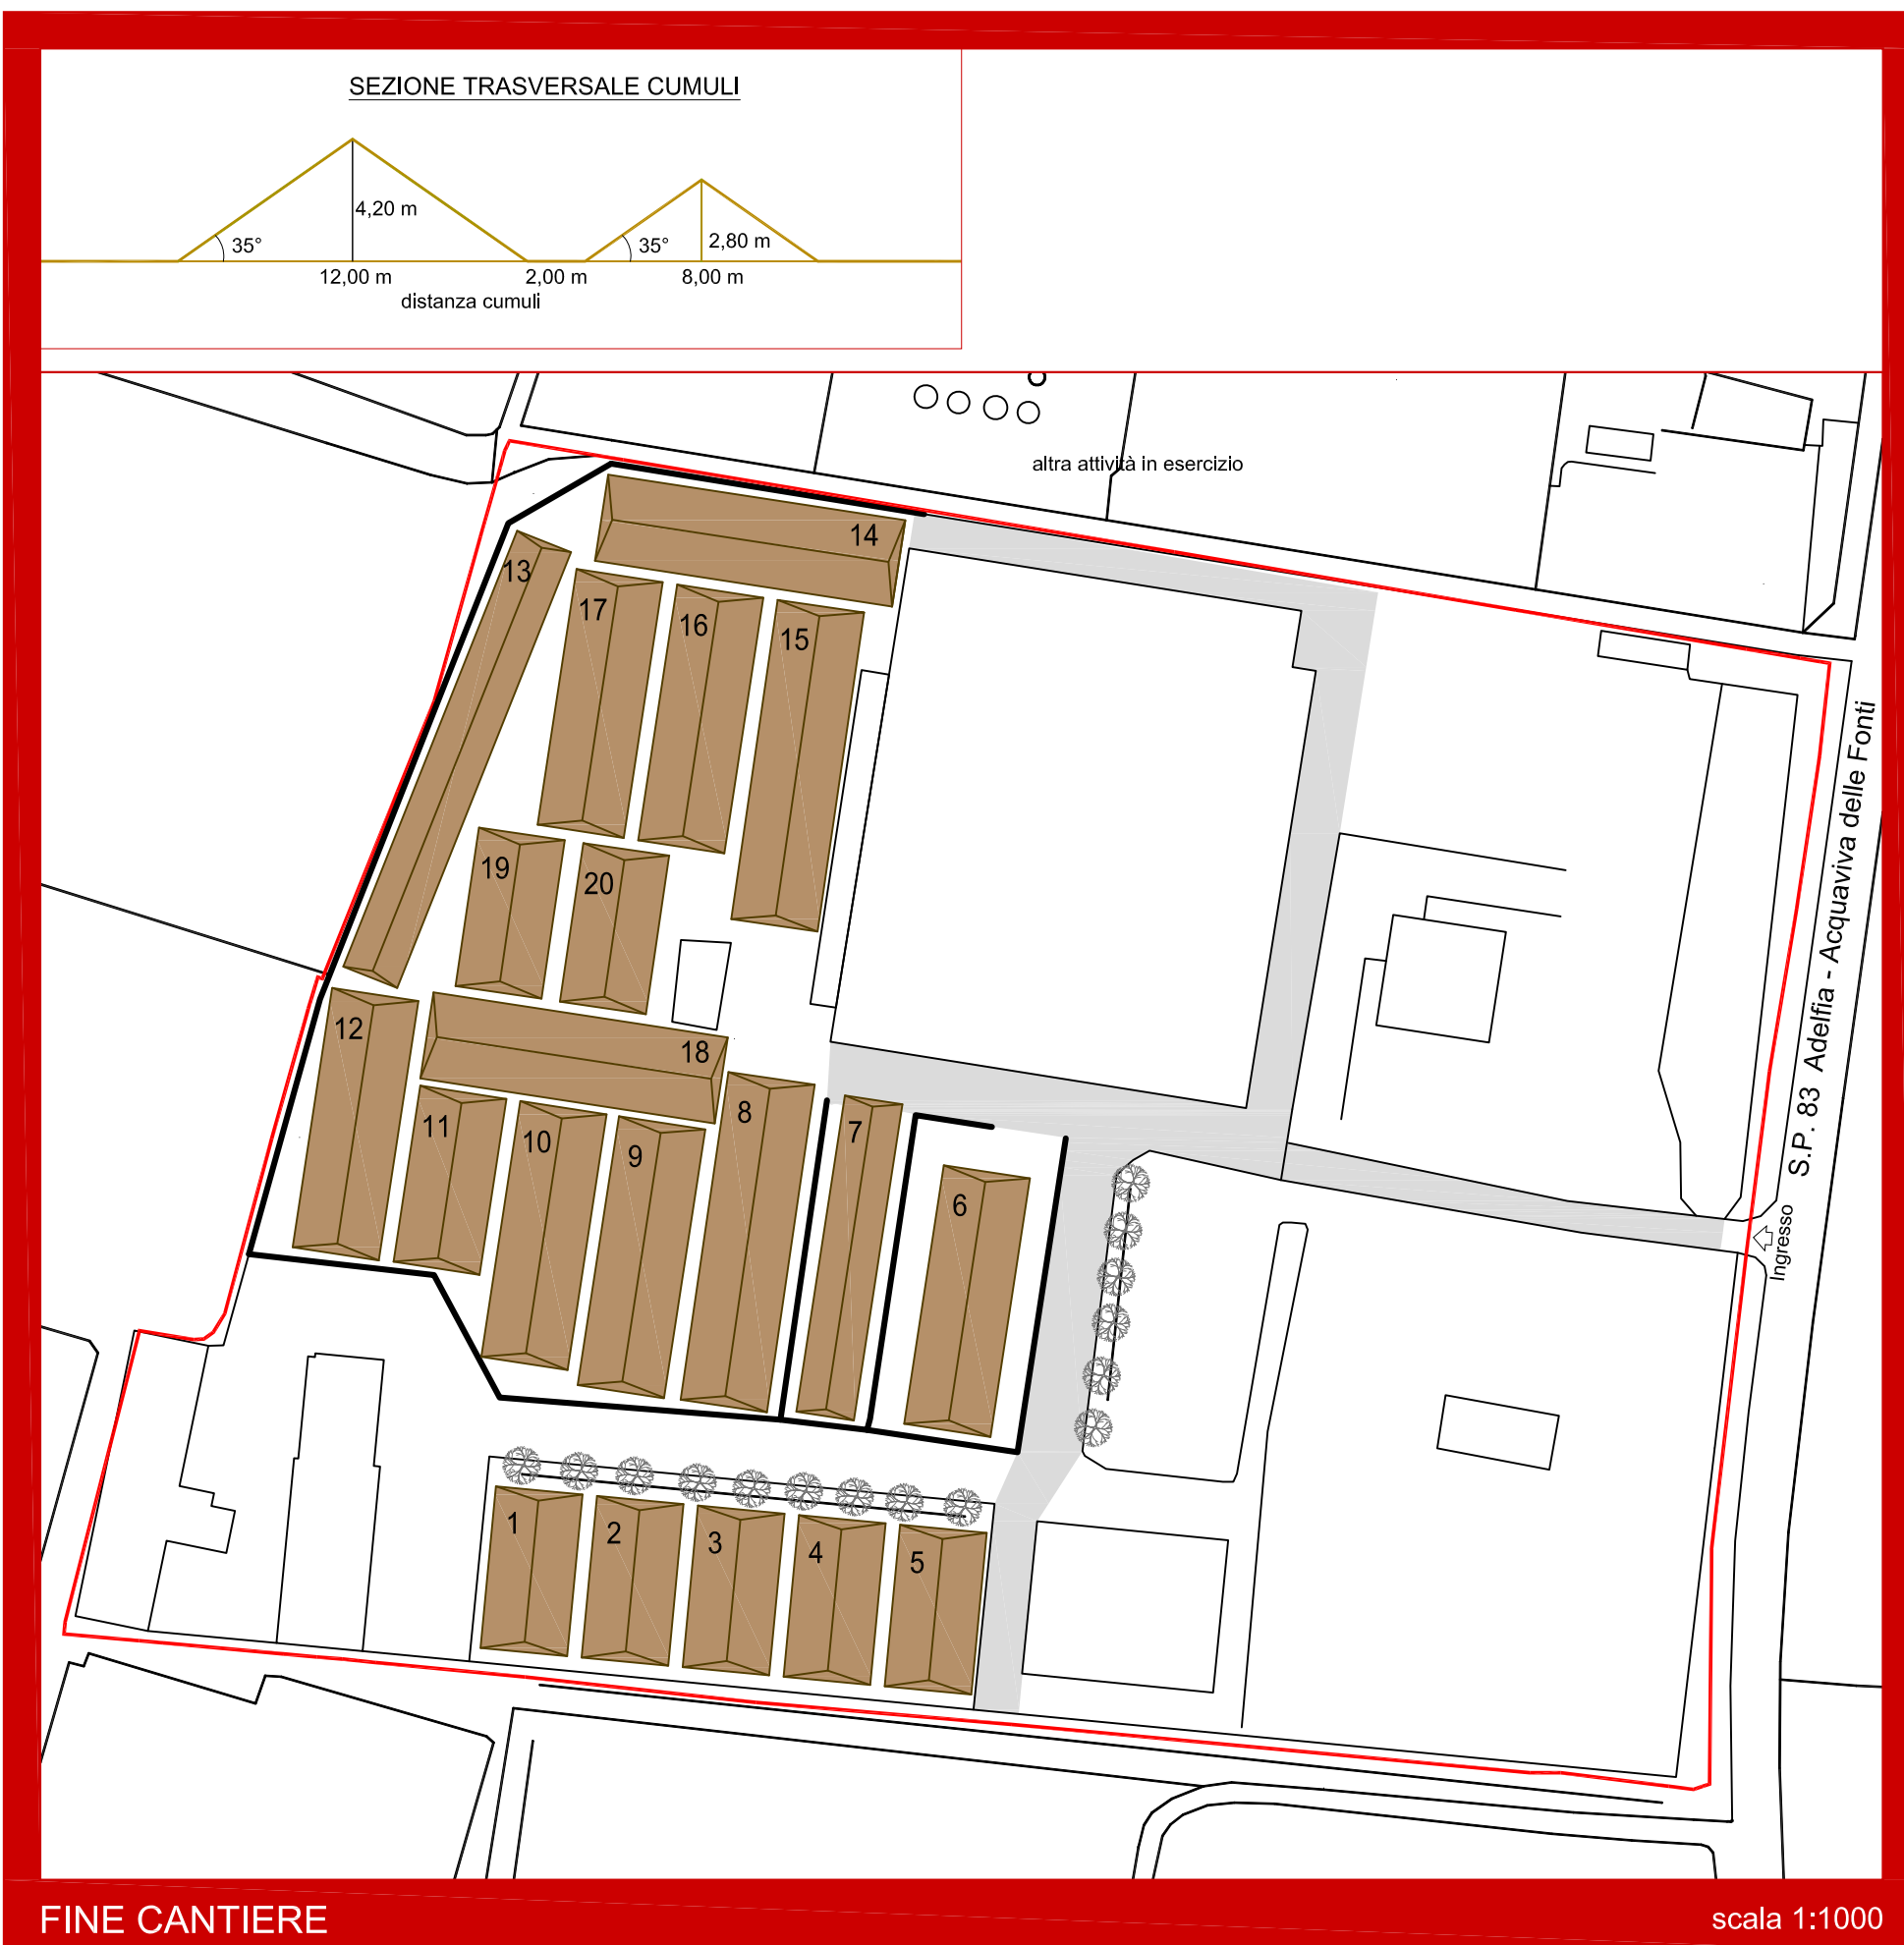 SEZIONE TRASVERSALE CUMULI
4,20 m
35°
35°
2,80 m
12,00 m
2,00 m
8,00 m
distanza cumuli
altra attività in esercizio
14
13
17
16
15
19
20
12
18
11
10
9
8
7
6
1
2
3
4
5
S.P. 83 Adelfia - Acquaviva delle Fonti
Ingresso
FINE CANTIERE
scala 1:1000